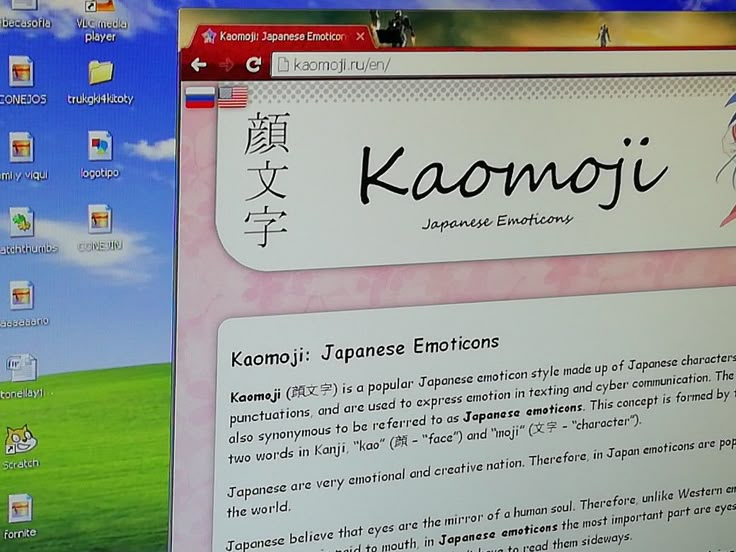 becasofia
VLC media
player
CONEJOS
trukgki4kitoty
emily viqui
logotipo
atchthumbs
CONEJIN
Scratch
fornite
Kaomoji: Japanese Emoticon
kaomoji.ru/en/
顔文字
Kaomoji
Japanese Emoticons
Kaomoji: Japanese Emoticons
Kaomoji (顔文字) is a popular Japanese emoticon style made up of Japanese characters
punctuations, and are used to express emotion in texting and cyber communication. The
also synonymous to be referred to as Japanese emoticons. This concept is formed by
two words in Kanji, "kao" (顔 – "face") and "moji" (文字 – "character").
Japanese are very emotional and creative nation. Therefore, in Japan emoticons are pop
the world.
Japanese believe that eyes are the mirror of a human soul. Therefore, unlike Western em
paid to mouth, in Japanese emoticons the most important part are eyes
to read them sideways.